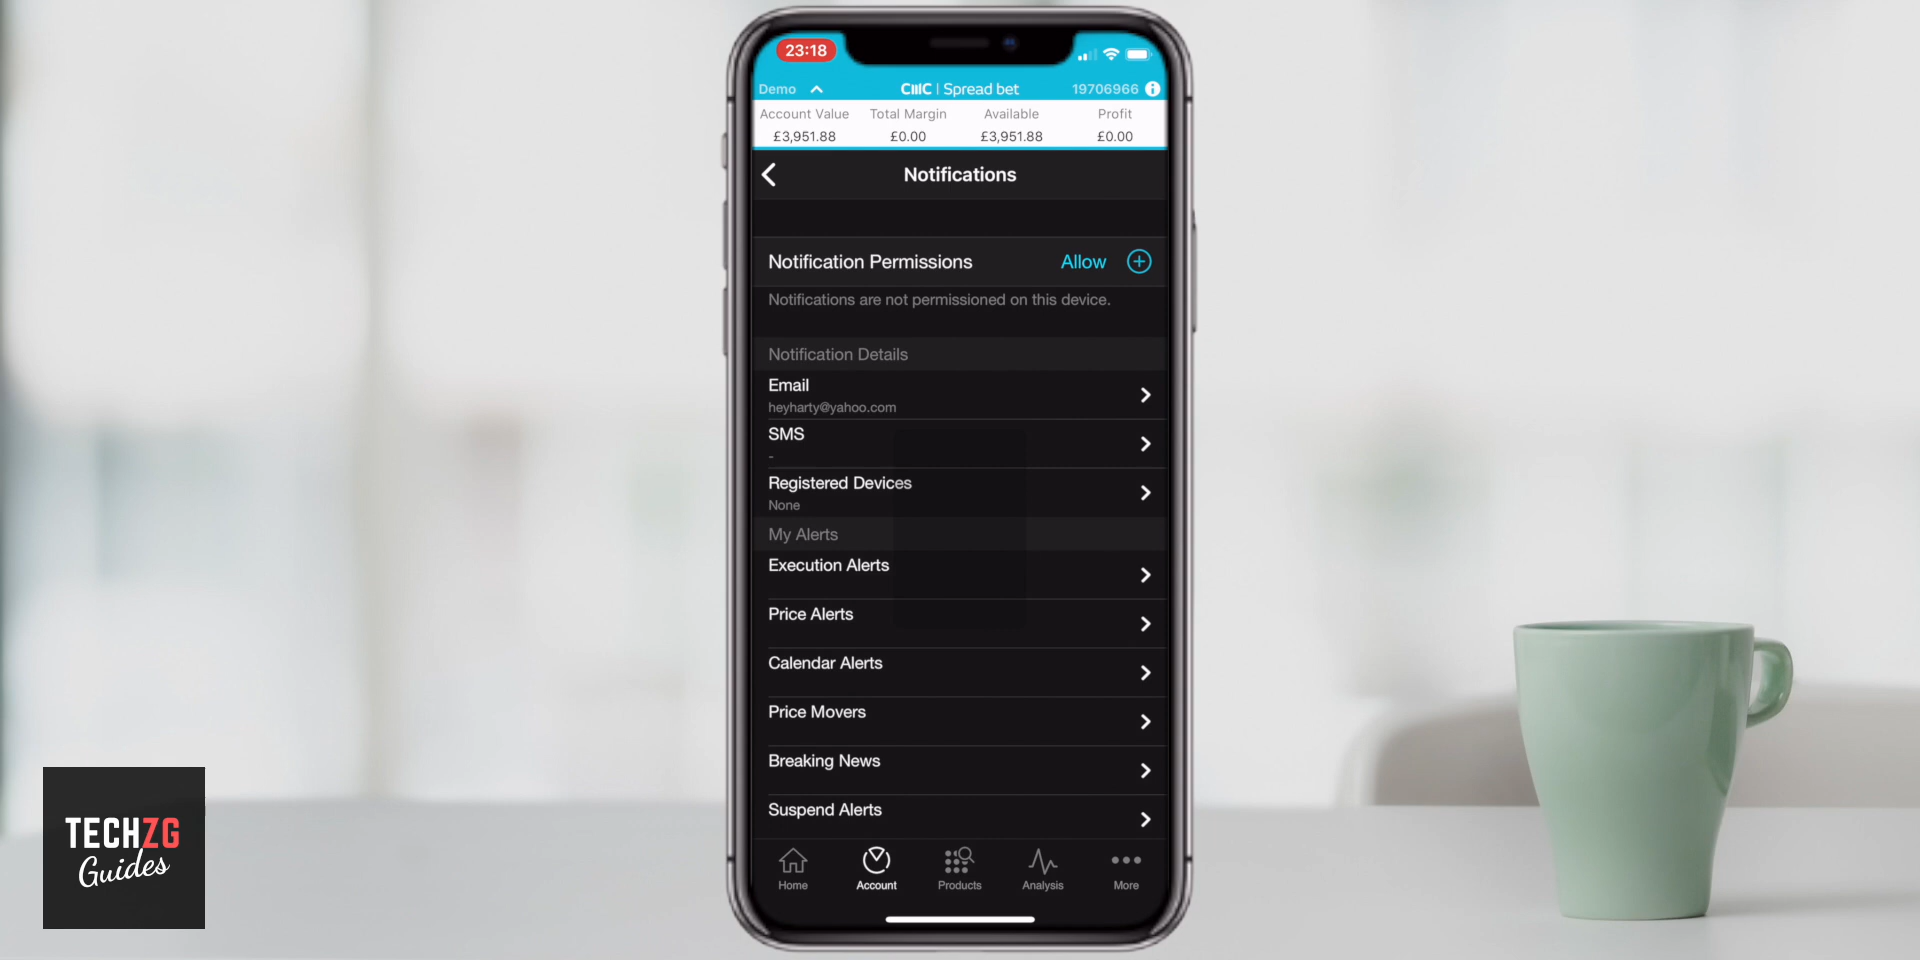 23:18
Demo CMC | Spread bet 19706966
Account Value Total Margin Available Profit
£3,951.88 £0.00 £3,951.88 £0.00
Notifications
Notification Permissions Allow
Notifications are not permissioned on this device.
Notification Details
Email
heyharty@yahoo.com
SMS
-
Registered Devices
None
My Alerts
Execution Alerts
Price Alerts
Calendar Alerts
Price Movers
Breaking News
Suspend Alerts
Home Account Products Analysis More
TECHZG
Guides